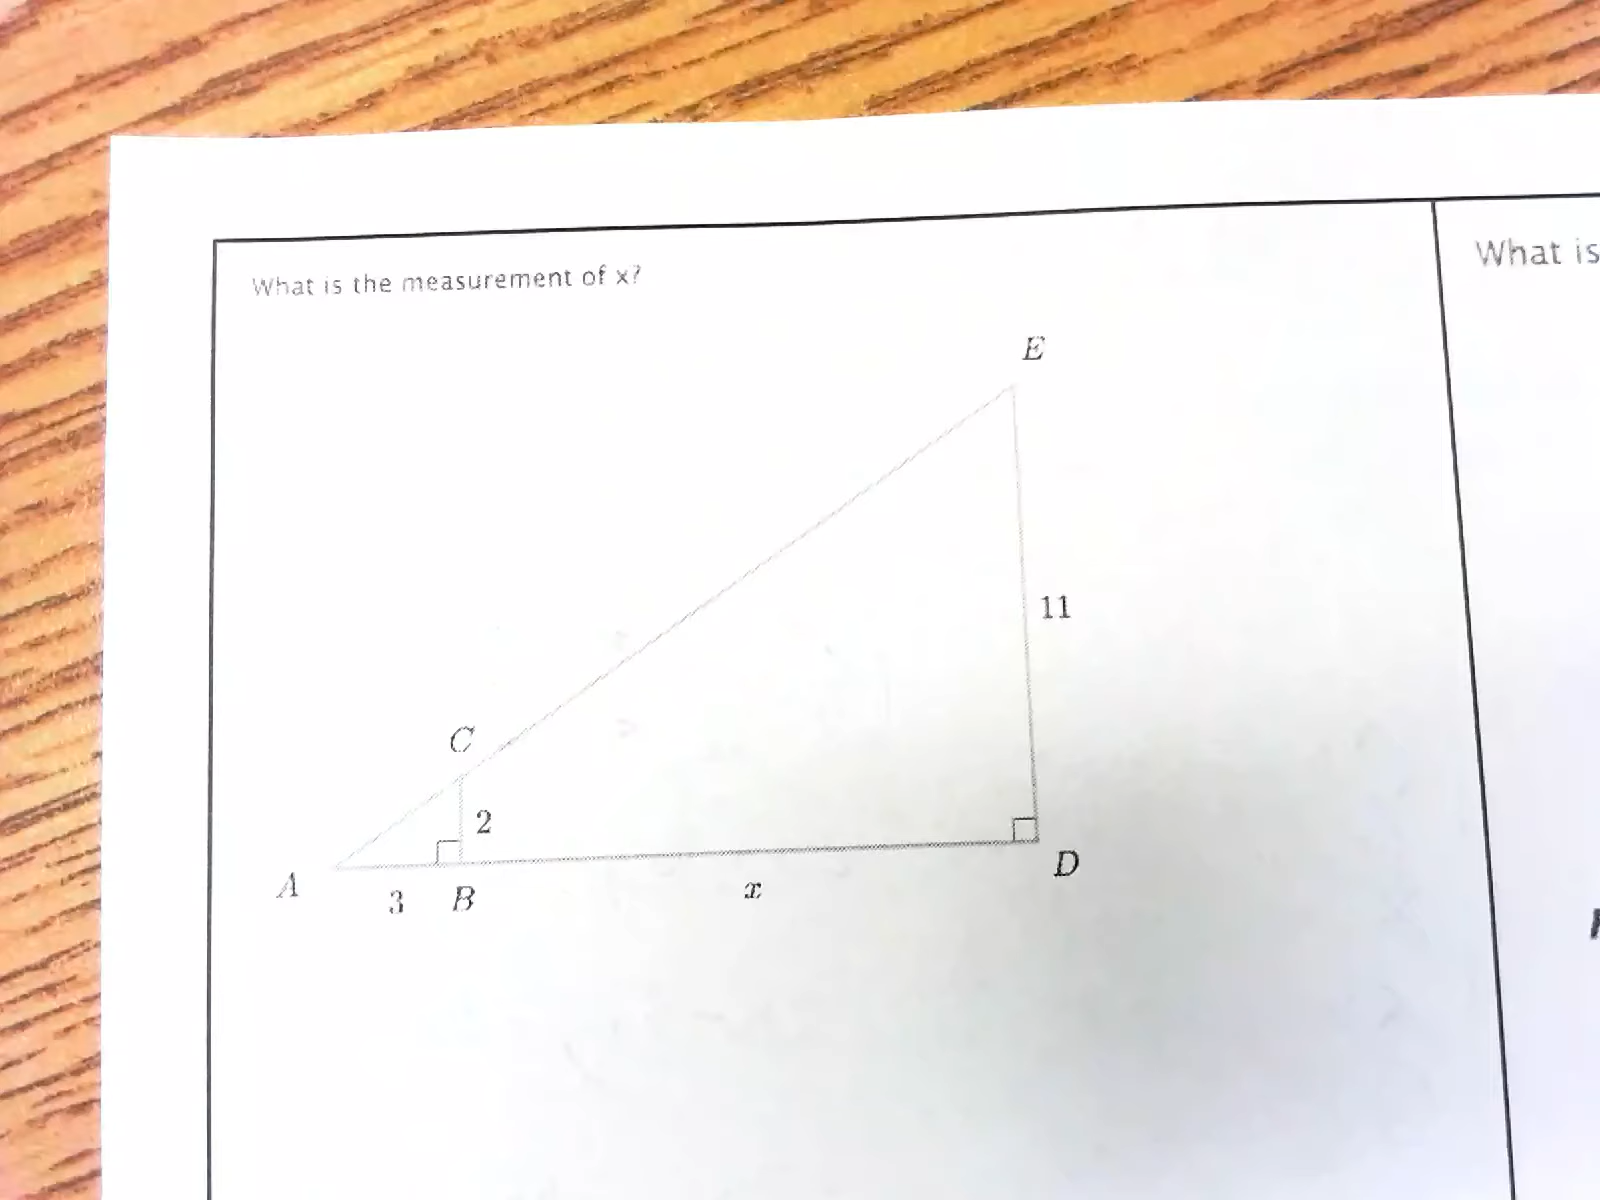 What is the measurement of x?
What is
E
11
C
2
A
3
B
x
D